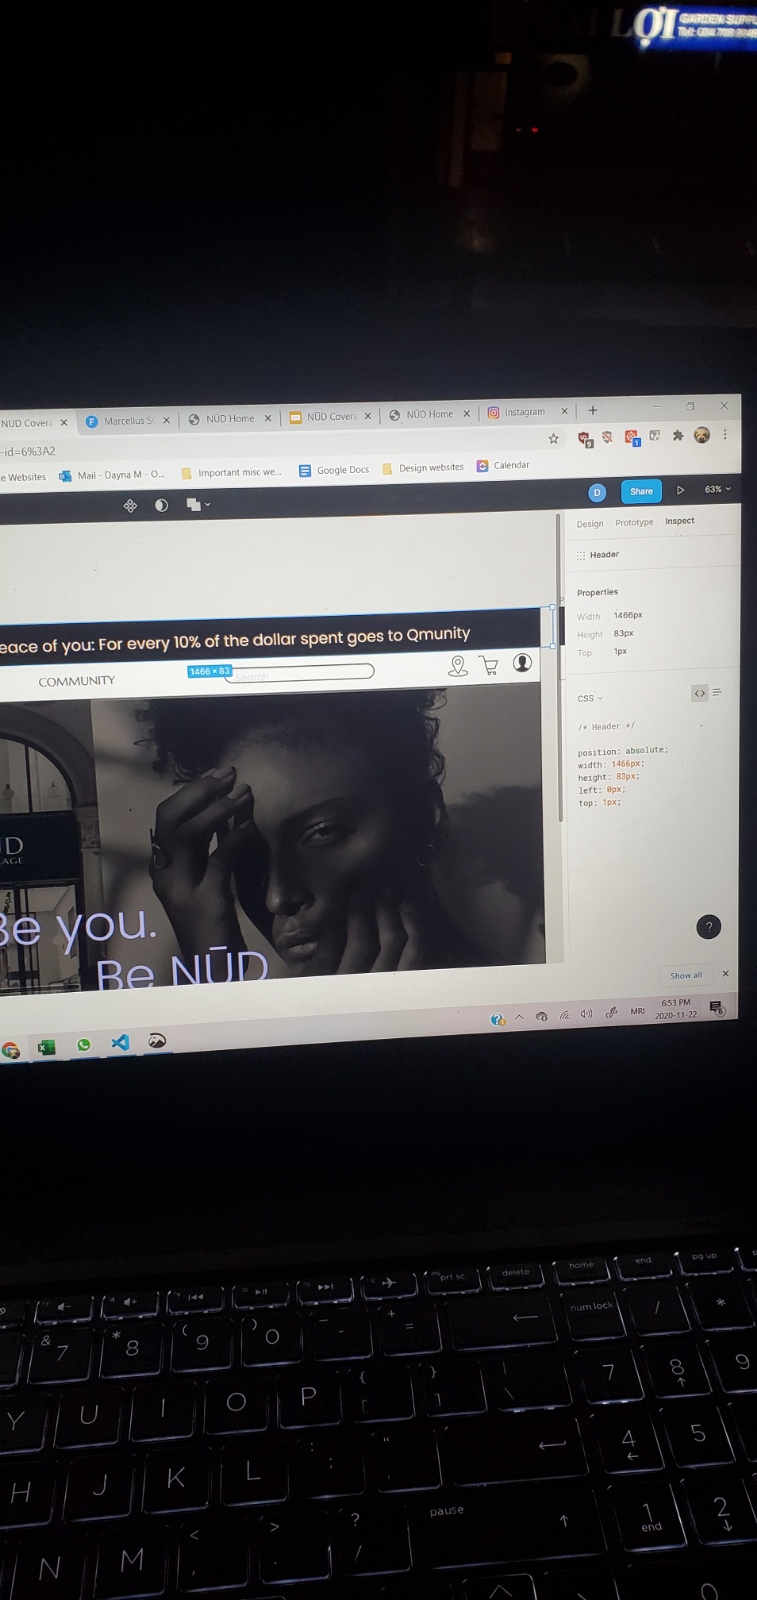 LỢI GARDEN SUPPL
NŪD Covera
Marcellus S
NŪD Home
NŪD Covera
NŪD Home
Instagram
-id=6%3A2
e Websites
Mail - Dayna M - O...
Important misc we...
Google Docs
Design websites
Calendar
D
Share
63%
Design Prototype Inspect
Header
Properties
Width 1466px
Height 83px
Top 1px
eace of you: For every 10% of the dollar spent goes to Qmunity
COMMUNITY
1466 × 83
Search
CSS
/* Header */
position: absolute;
width: 1466px;
height: 83px;
left: 0px;
top: 1px;
ŪD
AGE
Be you.
Be NŪD
?
Show all
MRI
6:53 PM
2020-11-22
6
prt sc delete home end pg up
& 7 * 8 ( 9 ) 0 _ - + = num lock / *
Y U I O P { [ } ] | \ 7 8 9
H J K L : ; " 4 5
N M < > ? / pause 1 end 2